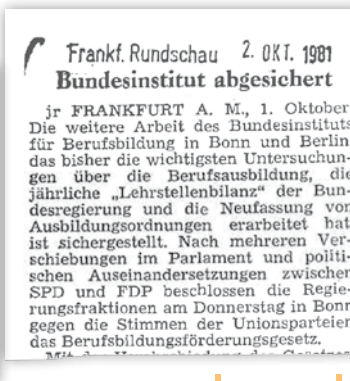 Frankf. Rundschau 2. OKT. 1981
Bundesinstitut abgesichert
jr FRANKFURT A. M., 1. Oktober
Die weitere Arbeit des Bundesinstituts
für Berufsbildung in Bonn und Berlin
das bisher die wichtigsten Untersuchun-
gen über die Berufsausbildung, die
jährliche „Lehrstellenbilanz" der Bun-
desregierung und die Neufassung von
Ausbildungsordnungen erarbeitet hat
ist sichergestellt. Nach mehreren Ver-
schiebungen im Parlament und politi-
schen Auseinandersetzungen zwischen
SPD und FDP beschlossen die Regie-
rungsfraktionen am Donnerstag in Bonn
gegen die Stimmen der Unionsparteien
das Berufsbildungsförderungsgesetz.